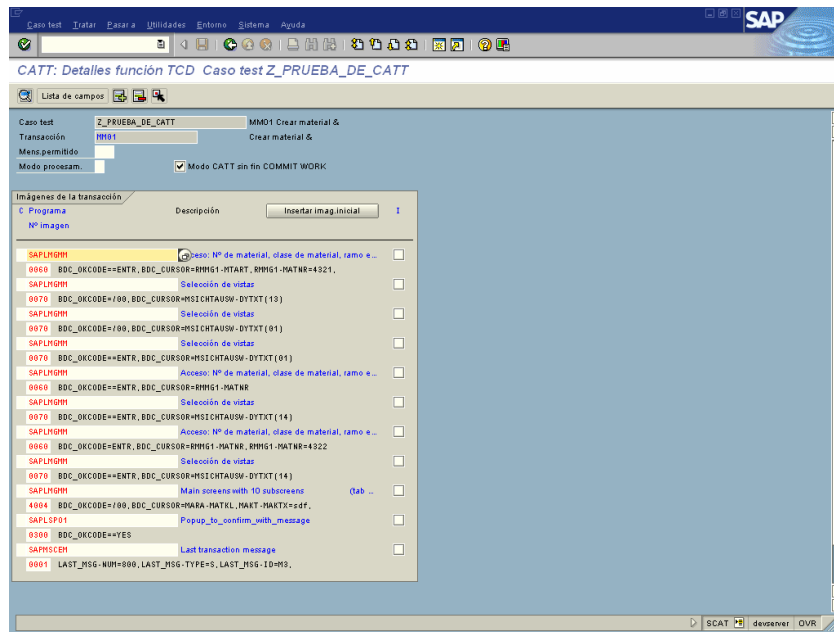 Caso test Tratar Pasar a Utilidades Entorno Sistema Ayuda
SAP
CATT: Detalles función TCD Caso test Z_PRUEBA_DE_CATT
Lista de campos
Caso test Z_PRUEBA_DE_CATT MM01 Crear material &
Transacción MM01 Crear material &
Mens.permitido
Modo procesam. Modo CATT sin fin COMMIT WORK
Imágenes de la transacción
C Programa Descripción Insertar imag.inicial I
Nº imagen
SAPLMGMM ceso: Nº de material, clase de material, ramo e...
0060 BDC_OKCODE==ENTR,BDC_CURSOR=RMMG1-MTART,RMMG1-MATNR=4321,
SAPLMGMM Selección de vistas
0070 BDC_OKCODE=/00,BDC_CURSOR=MSICHTAUSW-DYTXT(13)
SAPLMGMM Selección de vistas
0070 BDC_OKCODE=/00,BDC_CURSOR=MSICHTAUSW-DYTXT(01)
SAPLMGMM Selección de vistas
0070 BDC_OKCODE==ENTR,BDC_CURSOR=MSICHTAUSW-DYTXT(01)
SAPLMGMM Acceso: Nº de material, clase de material, ramo e...
0060 BDC_OKCODE==ENTR,BDC_CURSOR=RMMG1-MATNR
SAPLMGMM Selección de vistas
0070 BDC_OKCODE==ENTR,BDC_CURSOR=MSICHTAUSW-DYTXT(14)
SAPLMGMM Acceso: Nº de material, clase de material, ramo e...
0060 BDC_OKCODE=ENTR,BDC_CURSOR=RMMG1-MATNR,RMMG1-MATNR=4322
SAPLMGMM Selección de vistas
0070 BDC_OKCODE==ENTR,BDC_CURSOR=MSICHTAUSW-DYTXT(14)
SAPLMGMM Main screens with 10 subscreens (tab ...
4004 BDC_OKCODE=/00,BDC_CURSOR=MARA-MATKL,MAKT-MAKTX=sdf,
SAPLSPO1 Popup_to_confirm_with_message
0300 BDC_OKCODE==YES
SAPMSCEM Last transaction message
0001 LAST_MSG-NUM=800,LAST_MSG-TYPE=S,LAST_MSG-ID=M3,
SCAT devserver OVR